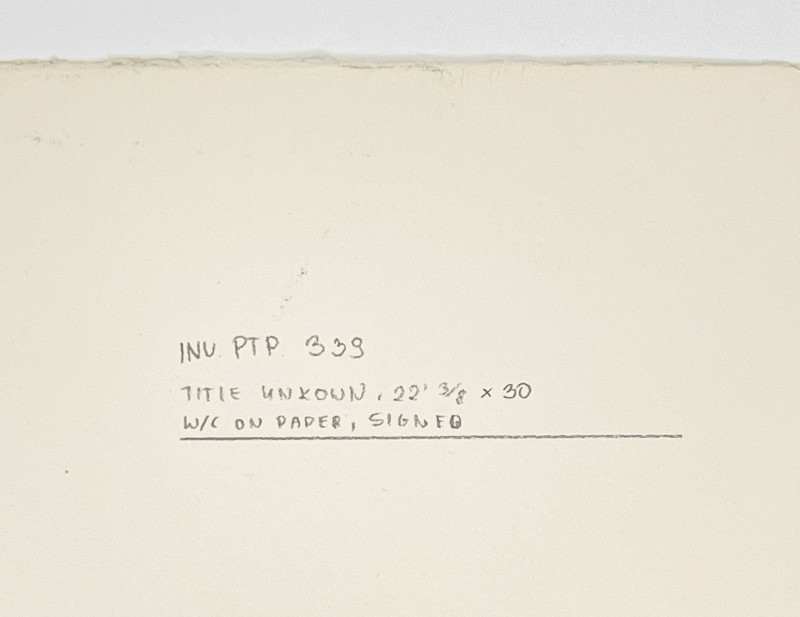 INV. PTP. 339
TITLE UNKOWN, 22' 3/8 x 30
W/C ON PAPER, SIGNED